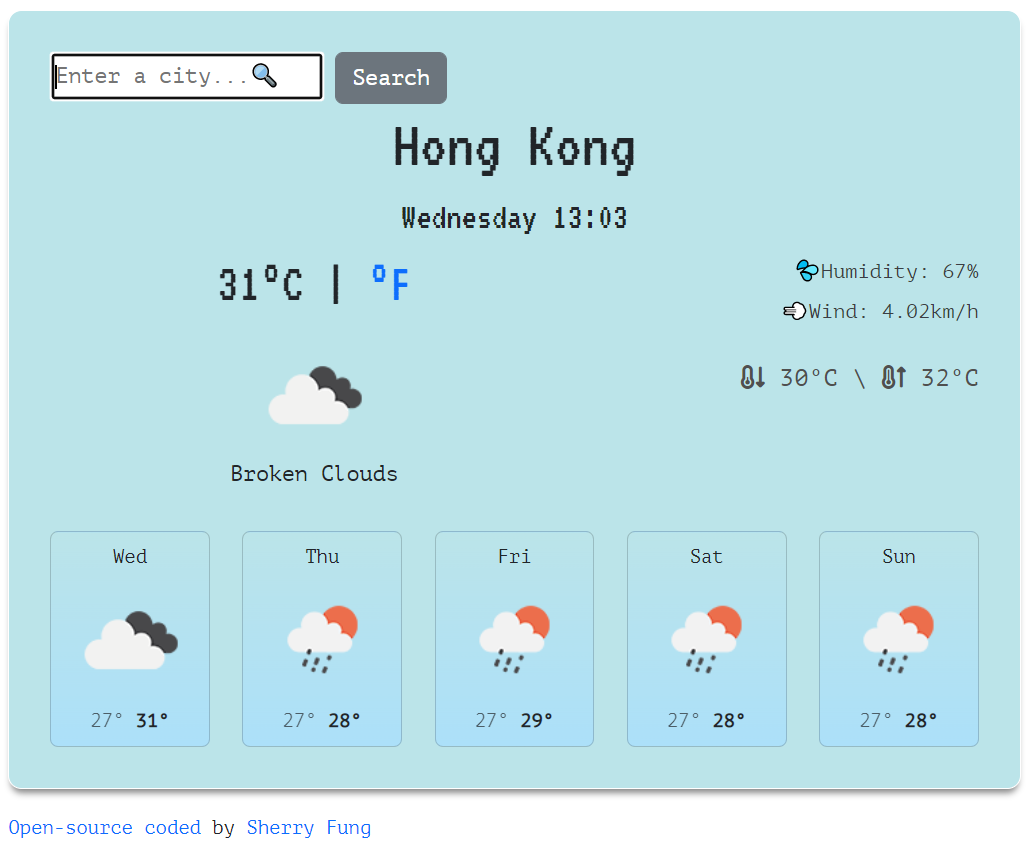 Enter a city...🔍 Search
Hong Kong
Wednesday 13:03
31°C | °F
Humidity: 67%
Wind: 4.02km/h
30°C \ 32°C
Broken Clouds
Wed Thu Fri Sat Sun
27° 31° 27° 28° 27° 29° 27° 28° 27° 28°
Open-source coded by Sherry Fung